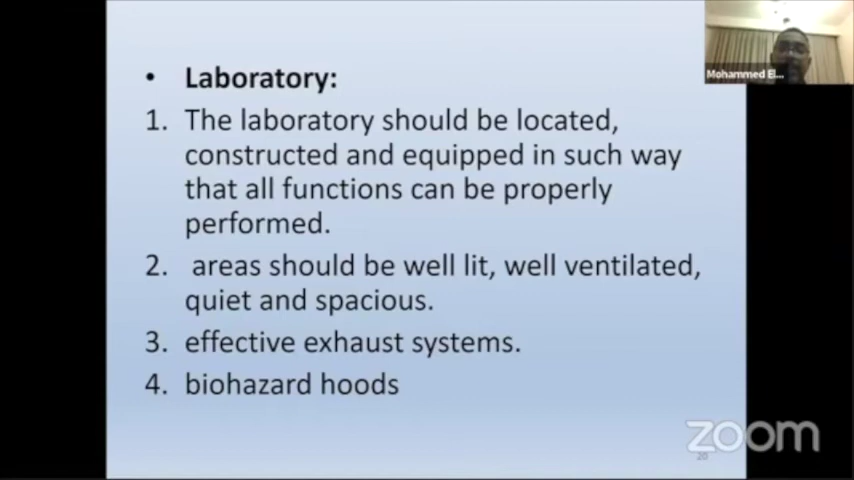 Mohammed El...
• Laboratory:
1. The laboratory should be located,
constructed and equipped in such way
that all functions can be properly
performed.
2. areas should be well lit, well ventilated,
quiet and spacious.
3. effective exhaust systems.
4. biohazard hoods
zoom
20